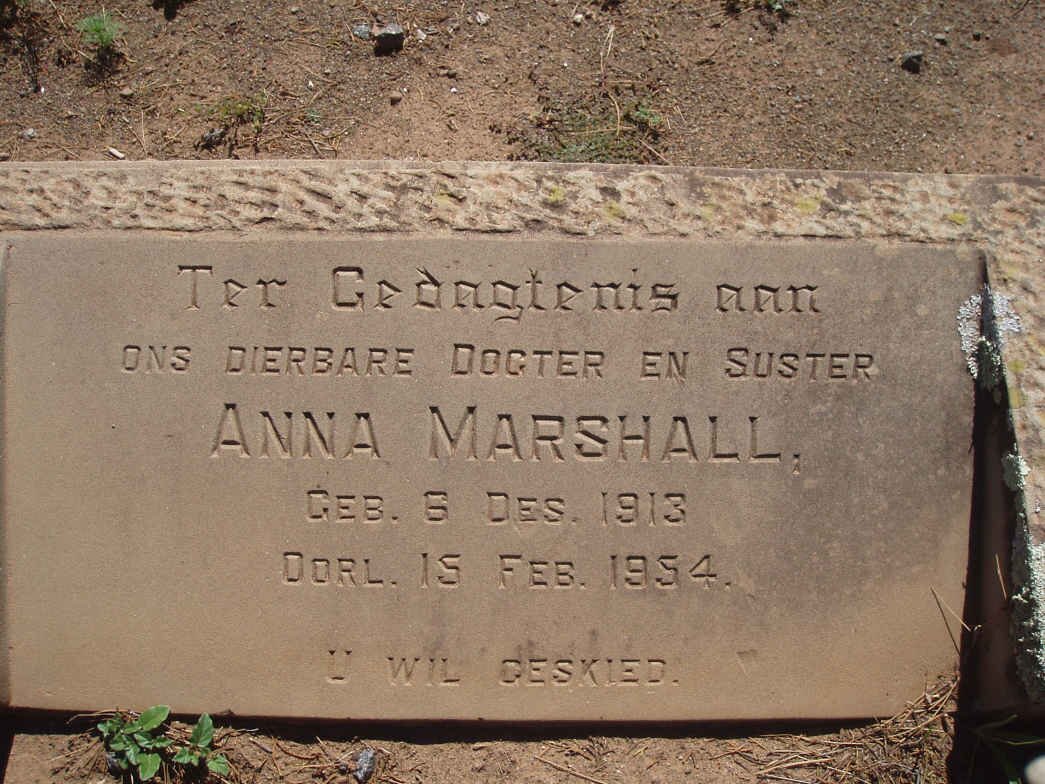 Ter Gedagtenis aan
ONS DIERBARE DOGTER EN SUSTER
ANNA MARSHALL,
GEB. 6 DES. 1913
OORL. 15 FEB. 1954.
U WIL GESKIED.